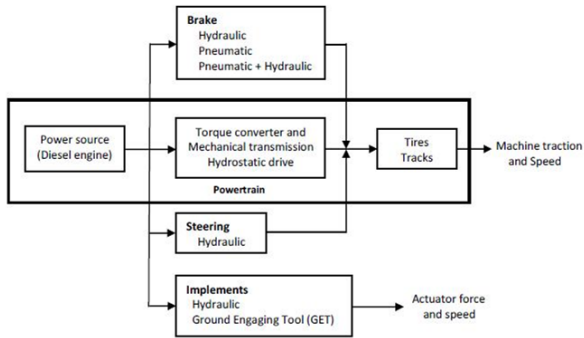 Brake
Hydraulic
Pneumatic
Pneumatic + Hydraulic
Power source
(Diesel engine)
Torque converter and
Mechanical transmission
Hydrostatic drive
Tires
Tracks
Machine traction
and Speed
Powertrain
Steering
Hydraulic
Implements
Hydraulic
Ground Engaging Tool (GET)
Actuator force
and speed